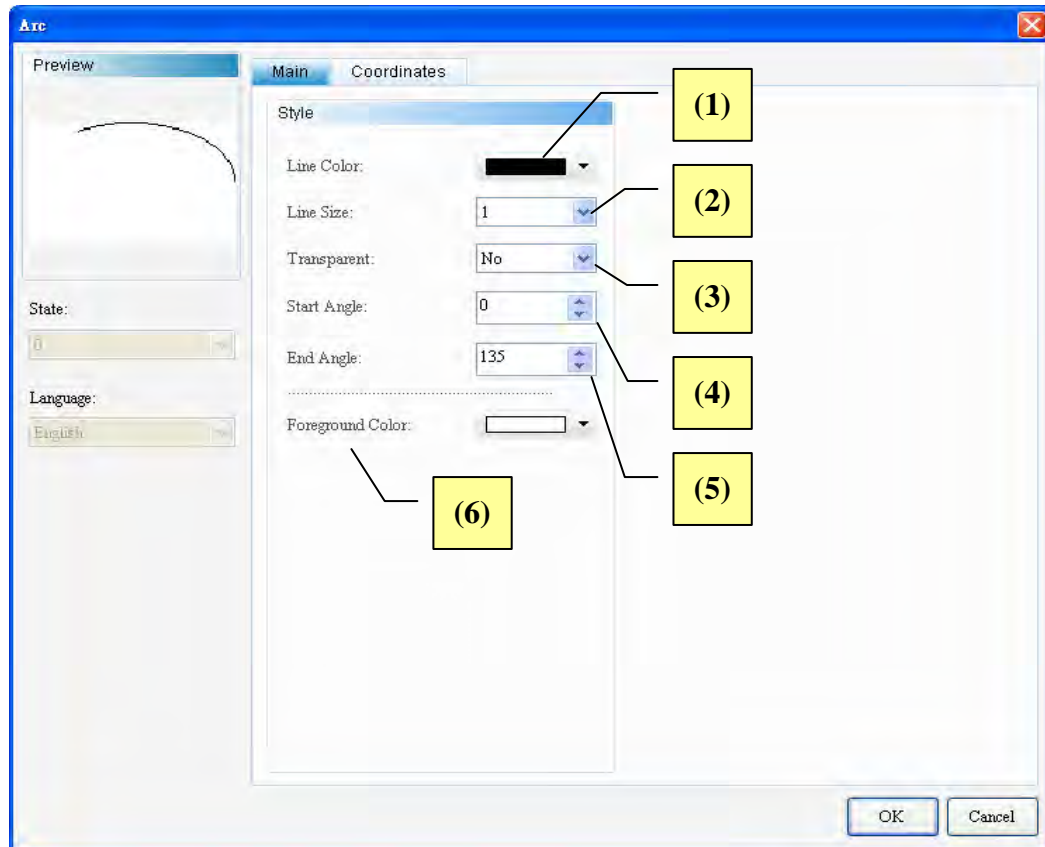 Arc
Preview
Main Coordinates
Style
(1)
Line Color:
Line Size: 1
(2)
Transparent: No
(3)
State:
Start Angle: 0
0
End Angle: 135
(4)
Language:
English
Foreground Color:
(5)
(6)
OK Cancel